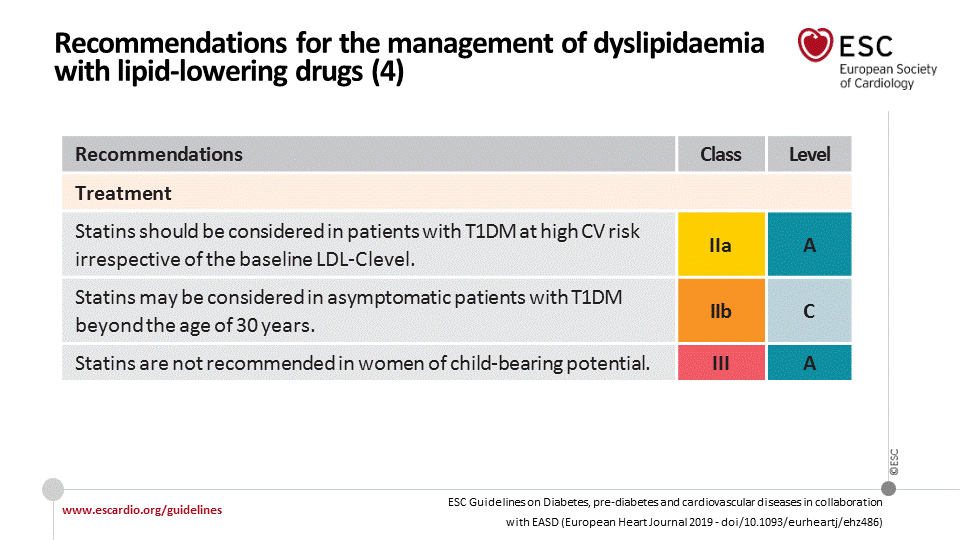 Recommendations for the management of dyslipidaemia
with lipid-lowering drugs (4)
ESC
European Society
of Cardiology
Recommendations Class Level
Treatment
Statins should be considered in patients with T1DM at high CV risk
irrespective of the baseline LDL-Clevel.
IIa A
Statins may be considered in asymptomatic patients with T1DM
beyond the age of 30 years.
IIb C
Statins are not recommended in women of child-bearing potential. III A
©ESC
www.escardio.org/guidelines
ESC Guidelines on Diabetes, pre-diabetes and cardiovascular diseases in collaboration
with EASD (European Heart Journal 2019 - doi/10.1093/eurheartj/ehz486)